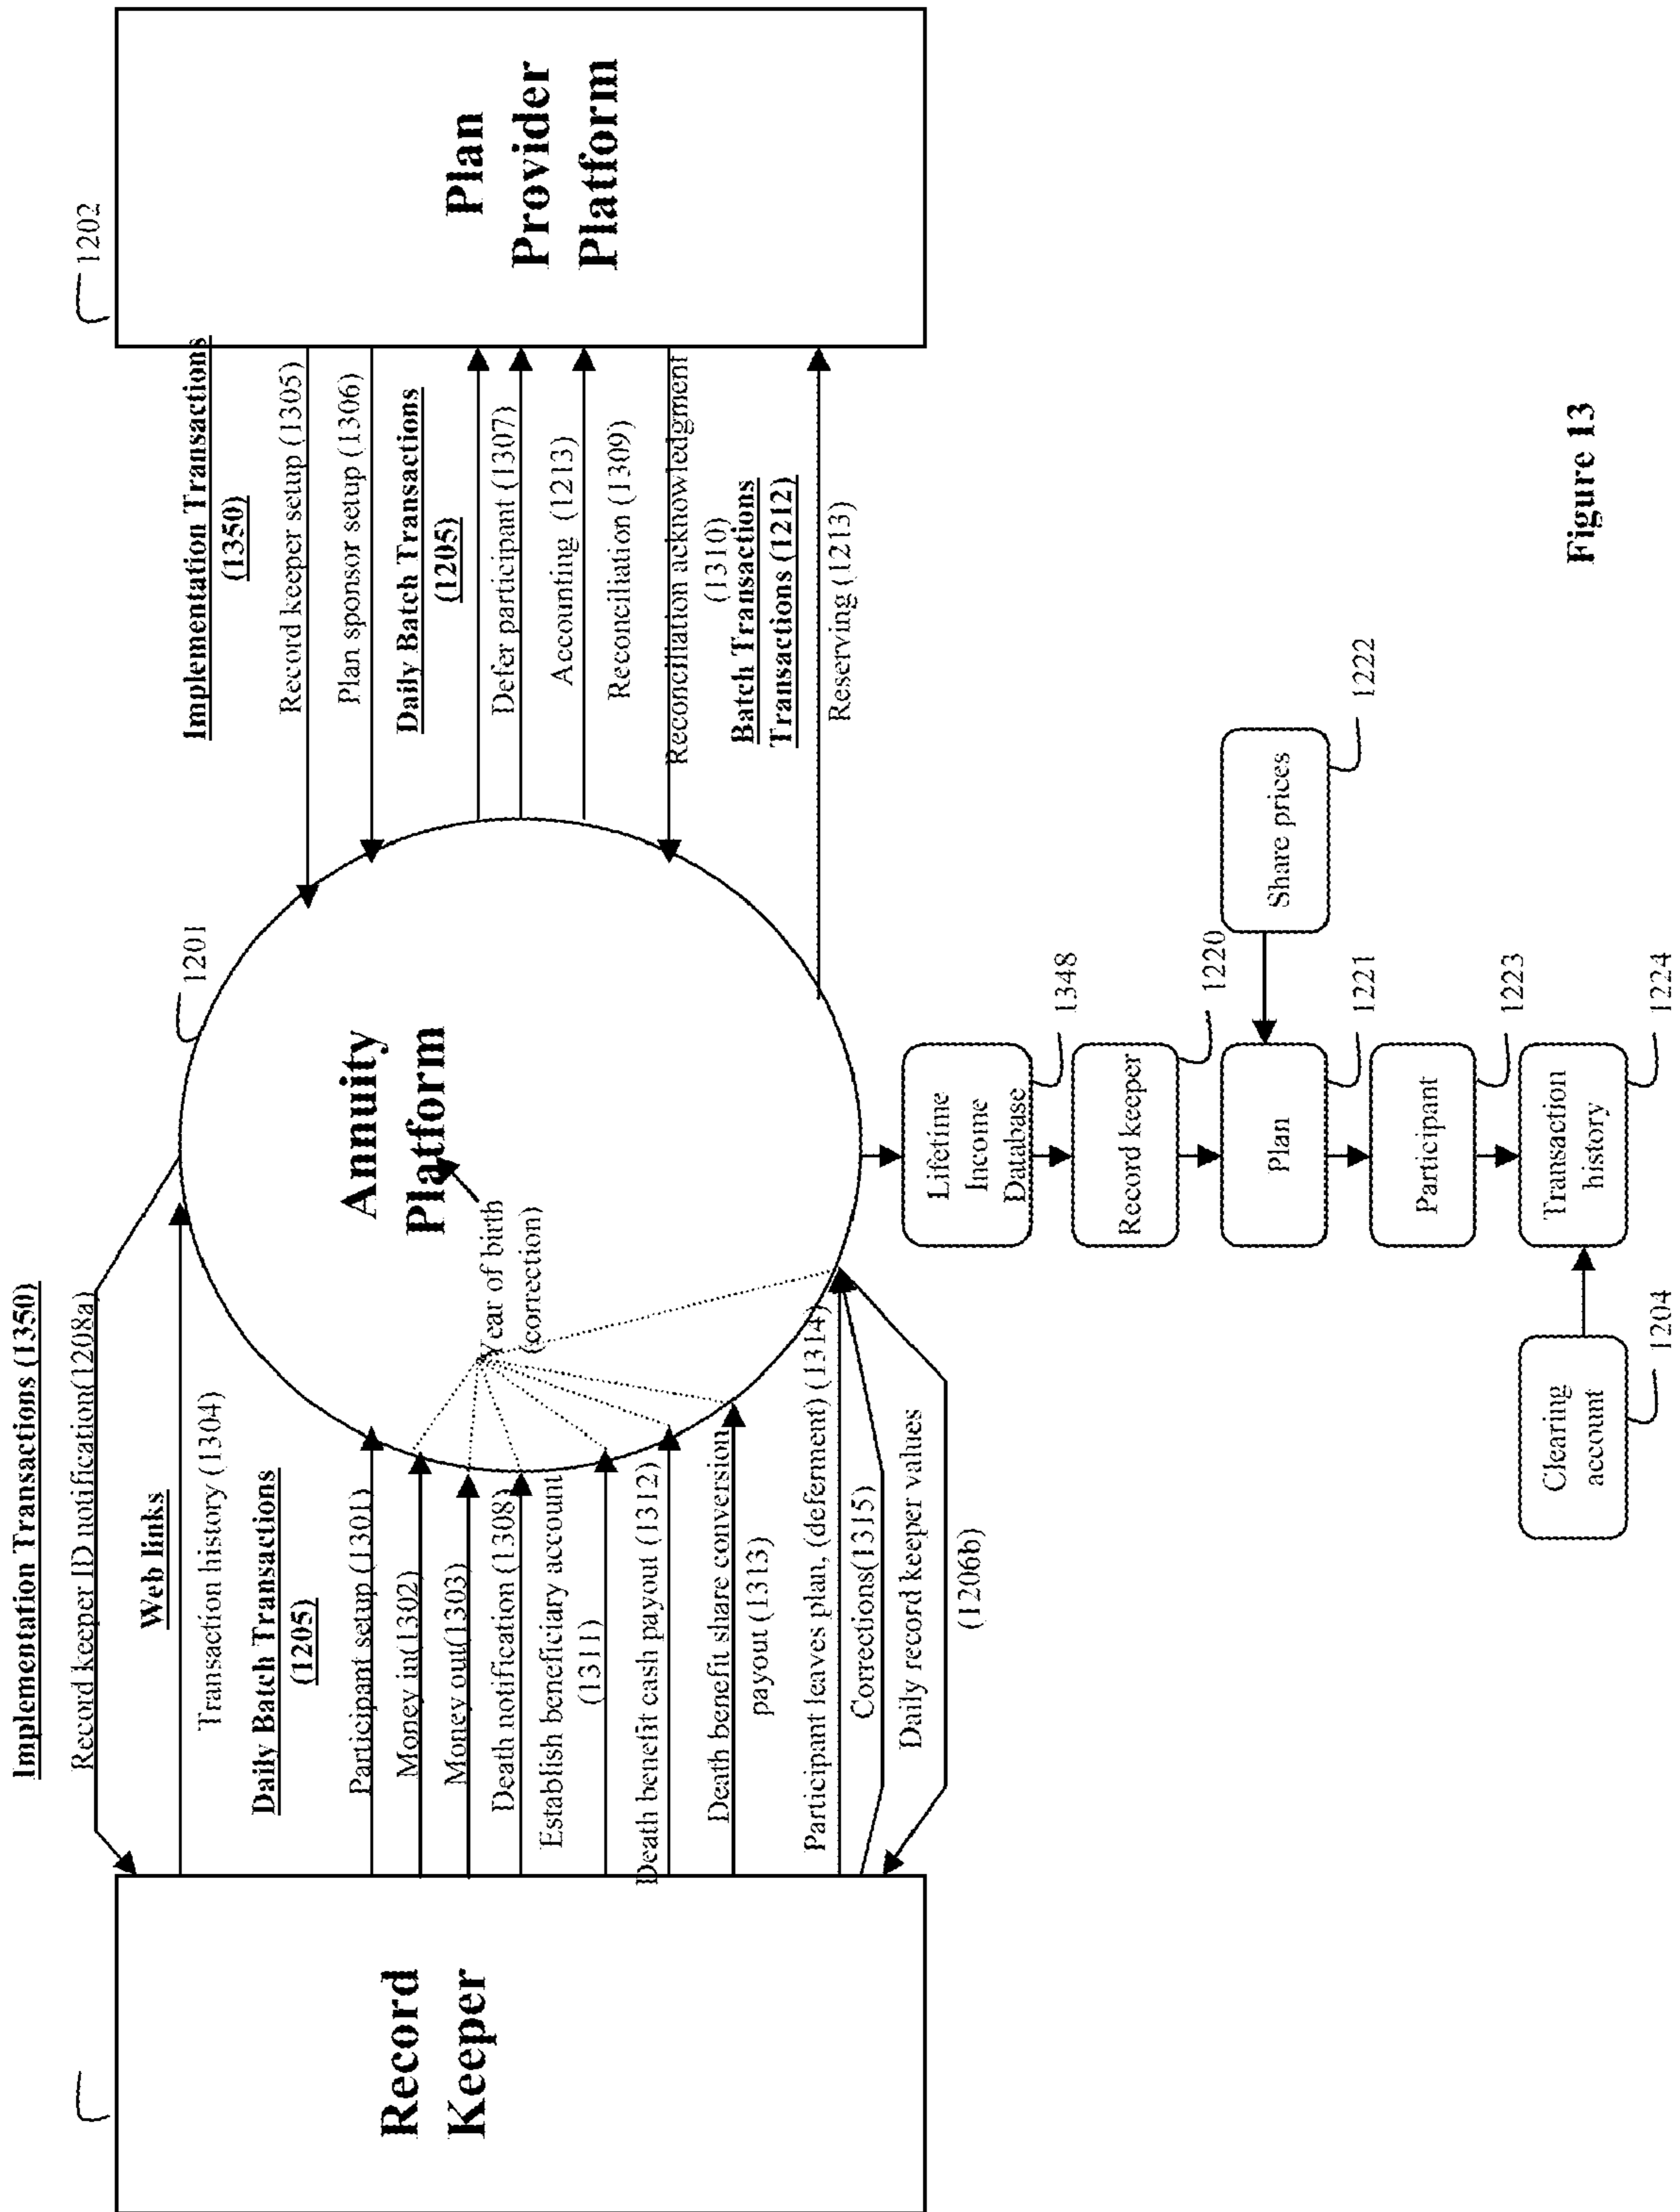 Implementation Transactions (1350)
Record keeper ID notification(1208a)
Web links
Transaction history (1304)
Daily Batch Transactions
(1205)
Participant setup (1301)
Money in(1302)
Money out(1303)
Death notification (1308)
Establish beneficiary account
(1311)
Death benefit cash payout (1312)
Death benefit share conversion
payout (1313)
Participant leaves plan, (deferment) (1314)
Corrections(1315)
Daily record keeper values
(1206b)
Record
Keeper
1201
Annuity
Platform
Year of birth
(correction)
Implementation Transactions
(1350)
Record keeper setup (1305)
Plan sponsor setup (1306)
Daily Batch Transactions
(1205)
Defer participant (1307)
Accounting (1213)
Reconciliation (1309)
Reconciliation acknowledgment
(1310)
Batch Transactions
Transactions (1212)
Reserving (1213)
1202
Plan
Provider
Platform
Lifetime
Income
Database
1348
Record keeper
1220
Plan
1221
Share prices
1222
Participant
1223
Transaction
history
1224
Clearing
account
1204
Figure 13